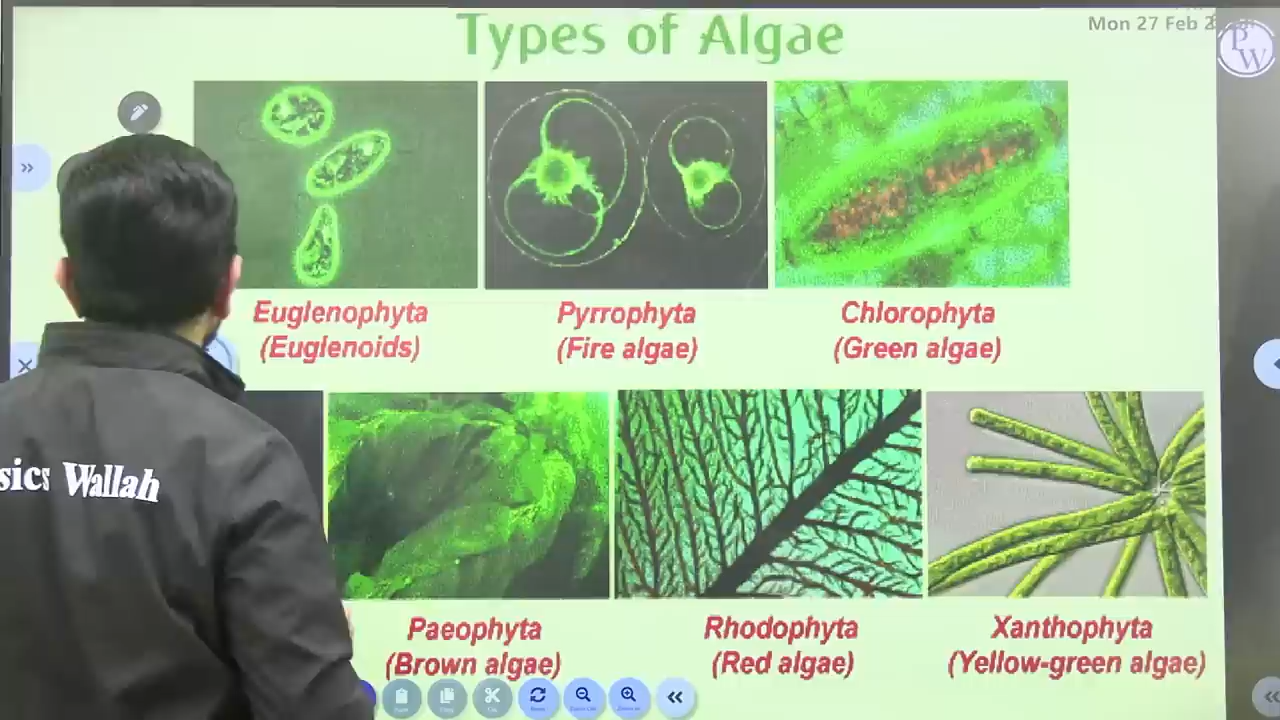 Types of Algae
Mon 27 Feb
PW
Euglenophyta
(Euglenoids)
Pyrrophyta
(Fire algae)
Chlorophyta
(Green algae)
sics Wallah
Paeophyta
(Brown algae)
Rhodophyta
(Red algae)
Xanthophyta
(Yellow-green algae)